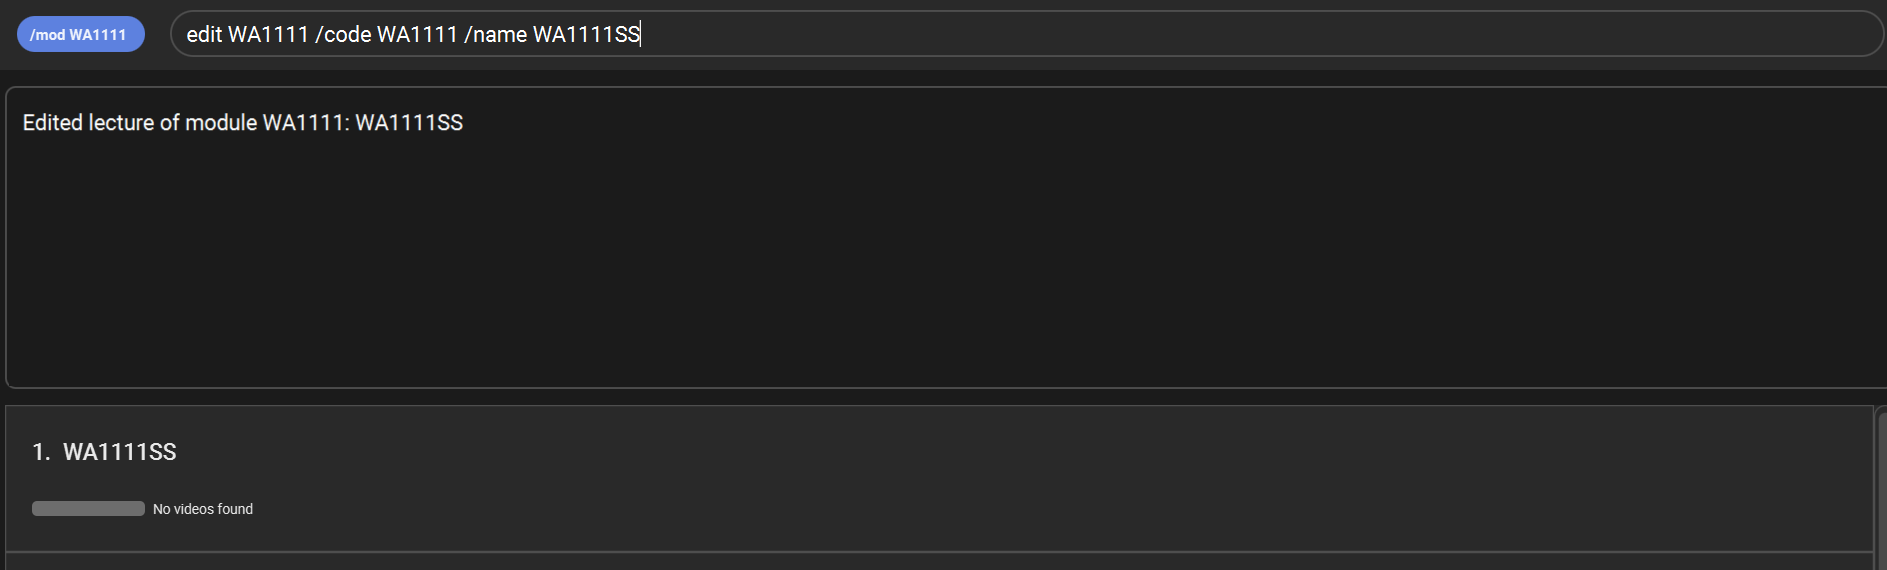 /mod WA1111
edit WA1111 /code WA1111 /name WA1111SS
Edited lecture of module WA1111: WA1111SS
1. WA1111SS
No videos found